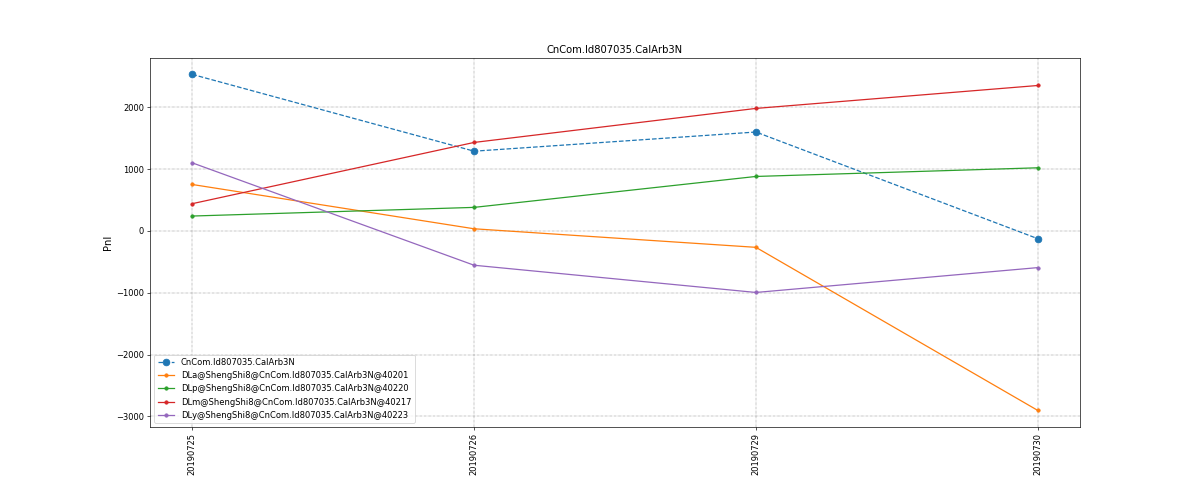 CnCom.Id807035.CalArb3N
PnI
2000
1000
0
−1000
−2000
−3000
CnCom.Id807035.CalArb3N
DLa@ShengShi8@CnCom.Id807035.CalArb3N@40201
DLp@ShengShi8@CnCom.Id807035.CalArb3N@40220
DLm@ShengShi8@CnCom.Id807035.CalArb3N@40217
DLy@ShengShi8@CnCom.Id807035.CalArb3N@40223
20190725
20190726
20190729
20190730